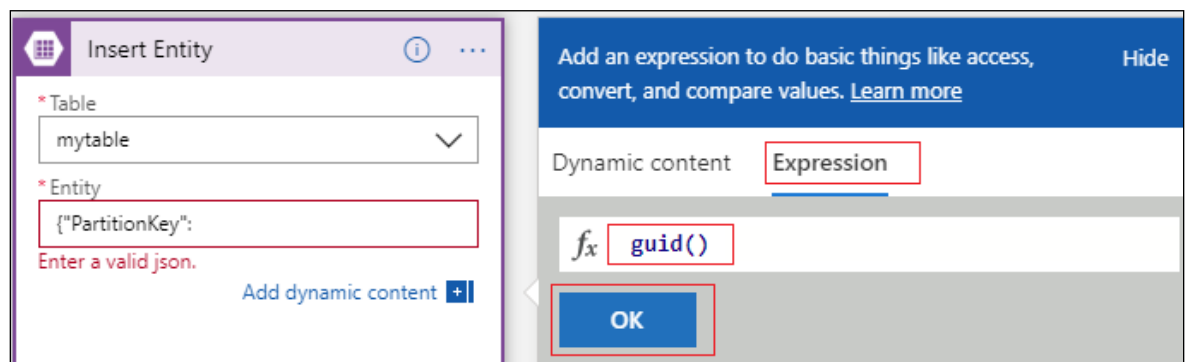 Insert Entity
* Table
mytable
* Entity
{"PartitionKey":
Enter a valid json.
Add dynamic content +
Add an expression to do basic things like access,
convert, and compare values. Learn more
Hide
Dynamic content
Expression
fx guid()
OK